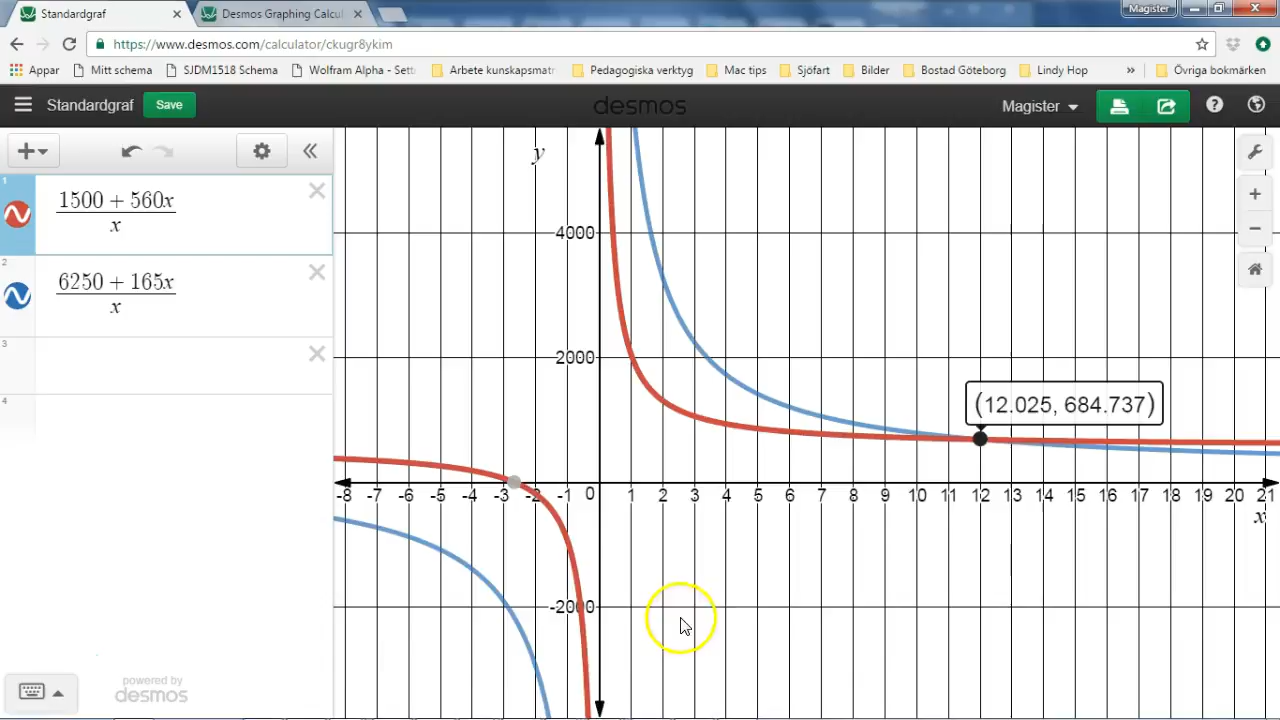 Magister
Standardgraf
Desmos Graphing Calcul
https://www.desmos.com/calculator/ckugr8ykim
Appar
Mitt schema
SJDM1518 Schema
Wolfram Alpha - Sett
Arbete kunskapsmatr
Pedagogiska verktyg
Mac tips
Sjöfart
Bilder
Bostad Göteborg
Lindy Hop
»
Övriga bokmärken
Standardgraf
Save
desmos
Magister
1
1500 + 560x
x
2
6250 + 165x
x
3
4
powered by
desmos
y
4000
2000
(12.025, 684.737)
-8 -7 -6 -5 -4 -3 -2 -1 0 1 2 3 4 5 6 7 8 9 10 11 12 13 14 15 16 17 18 19 20 21
x
-2000